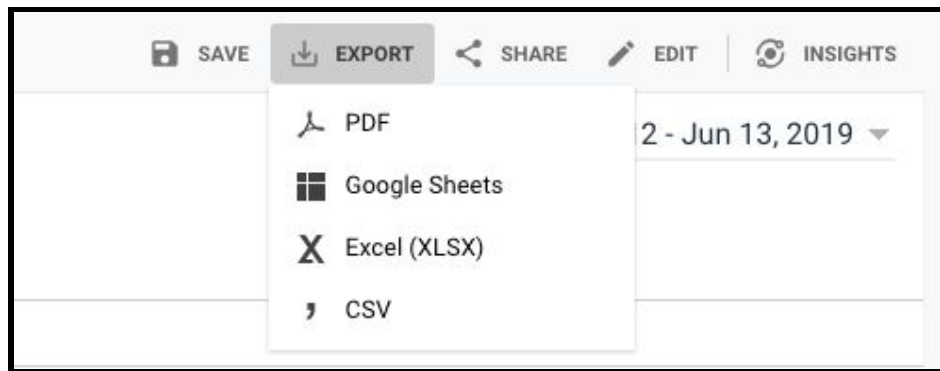 SAVE EXPORT SHARE EDIT INSIGHTS
PDF
2 - Jun 13, 2019
Google Sheets
Excel (XLSX)
CSV